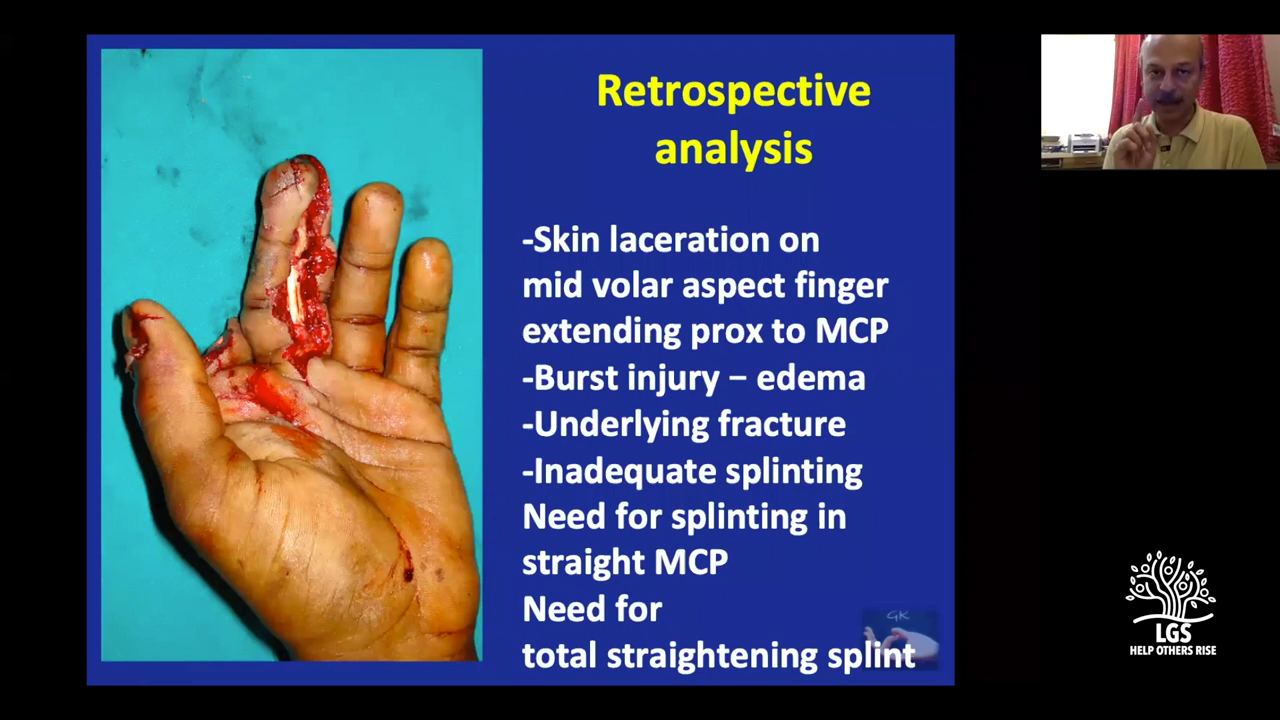 Retrospective
analysis
-Skin laceration on
mid volar aspect finger
extending prox to MCP
-Burst injury – edema
-Underlying fracture
-Inadequate splinting
Need for splinting in
straight MCP
Need for
total straightening splint
GK
LGS
HELP OTHERS RISE